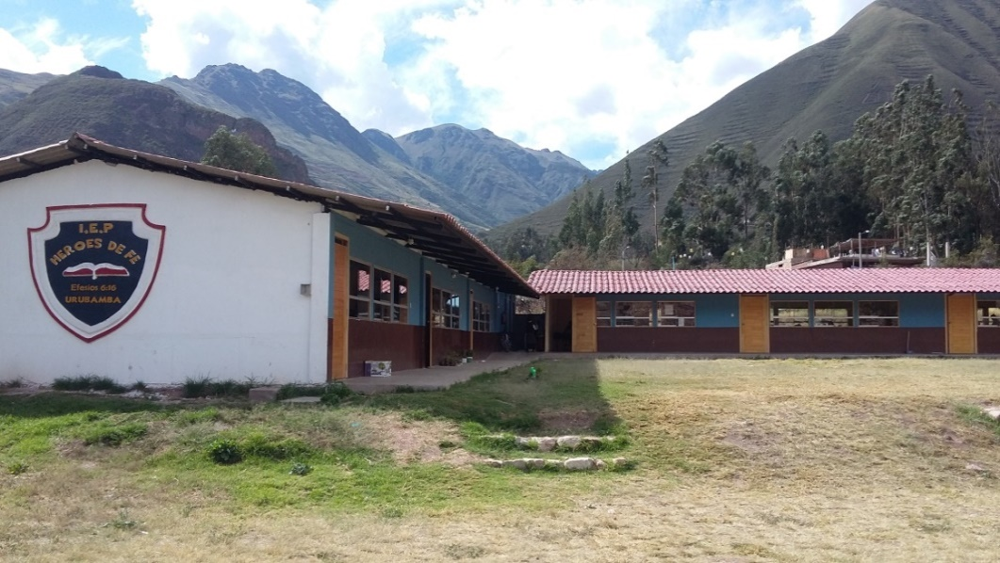 I.E.P
HEROES DE FE
Efesios 6:16
URUBAMBA